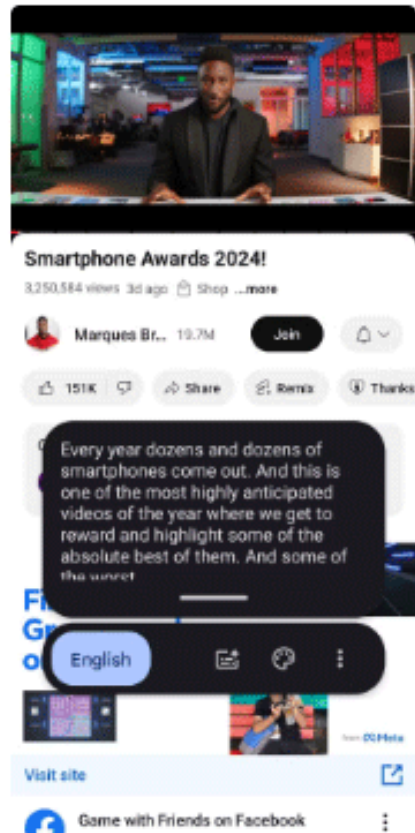 Smartphone Awards 2024!
3,250,584 views 3d ago Shop ...more
Marques Br... 19.7M Join
151K Share Remix Thanks
Every year dozens and dozens of
smartphones come out. And this is
one of the most highly anticipated
videos of the year where we get to
reward and highlight some of the
absolute best of them. And some of
the worst
English
from Meta
Visit site
Game with Friends on Facebook